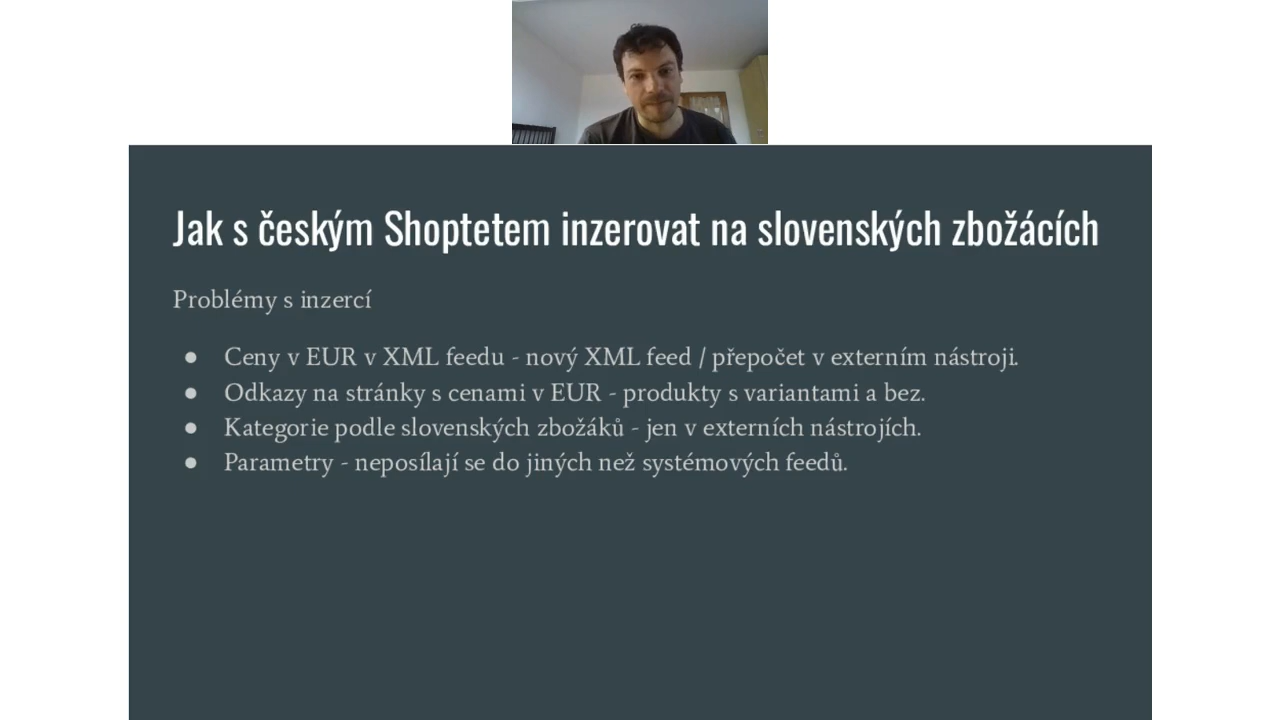 Jak s českým Shoptetem inzerovat na slovenských zbožácích
Problémy s inzercí
● Ceny v EUR v XML feedu - nový XML feed / přepočet v externím nástroji.
● Odkazy na stránky s cenami v EUR - produkty s variantami a bez.
● Kategorie podle slovenských zbožáků - jen v externích nástrojích.
● Parametry - neposílají se do jiných než systémových feedů.